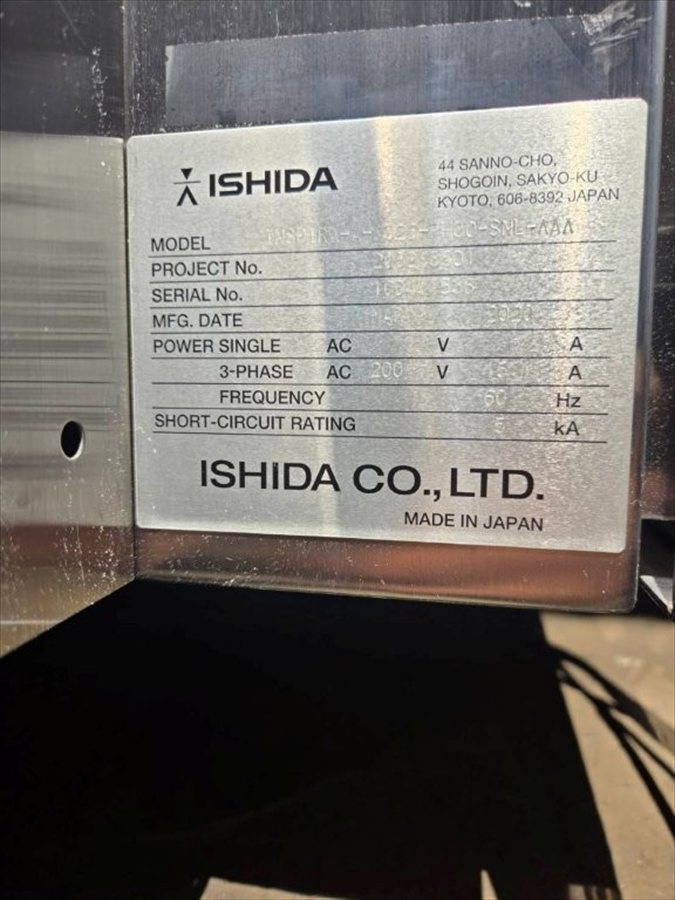 ISHIDA
44 SANNO-CHO,
SHOGOIN, SAKYO-KU
KYOTO, 606-8392 JAPAN
MODEL
PROJECT No.
SERIAL No.
MFG. DATE
POWER SINGLE AC V A
3-PHASE AC 200 V A
FREQUENCY 60 Hz
SHORT-CIRCUIT RATING 5 kA
ISHIDA CO., LTD.
MADE IN JAPAN